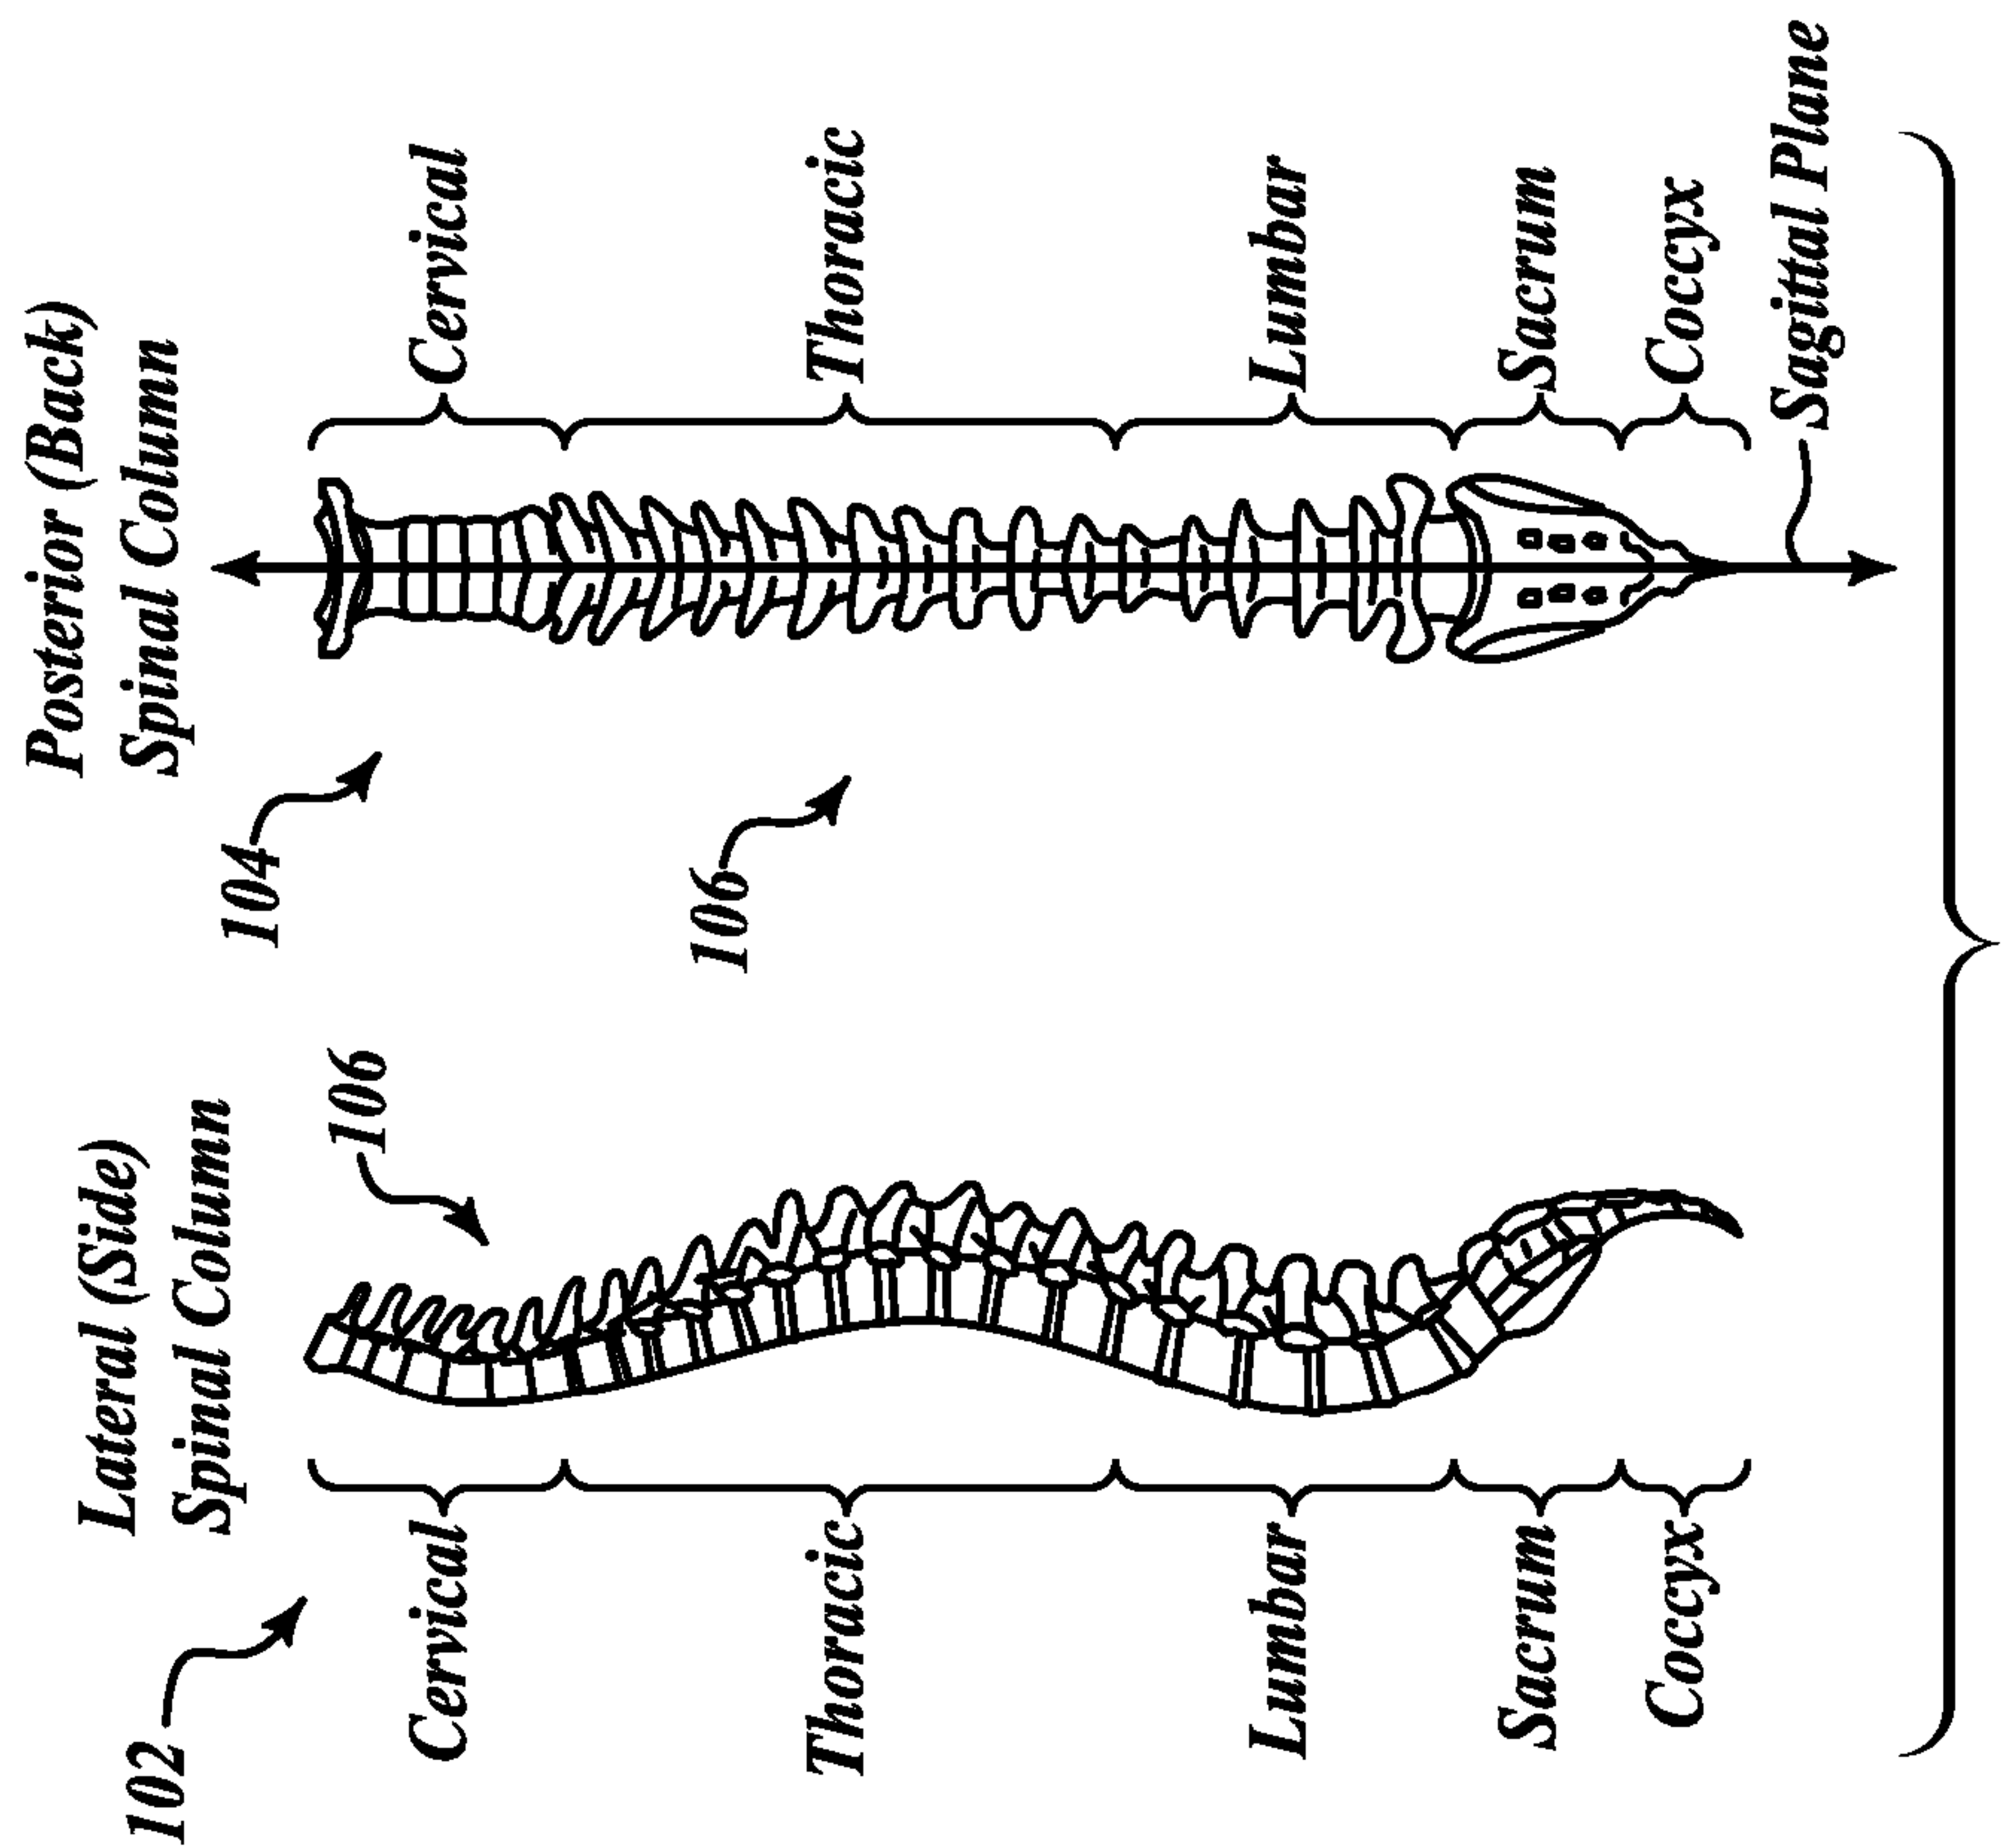 102
Lateral (Side)
Spinal Column
106
Cervical
Thoracic
Lumbar
Sacrum
Coccyx
Posterior (Back)
Spinal Column
104
106
Cervical
Thoracic
Lumbar
Sacrum
Coccyx
Sagittal Plane